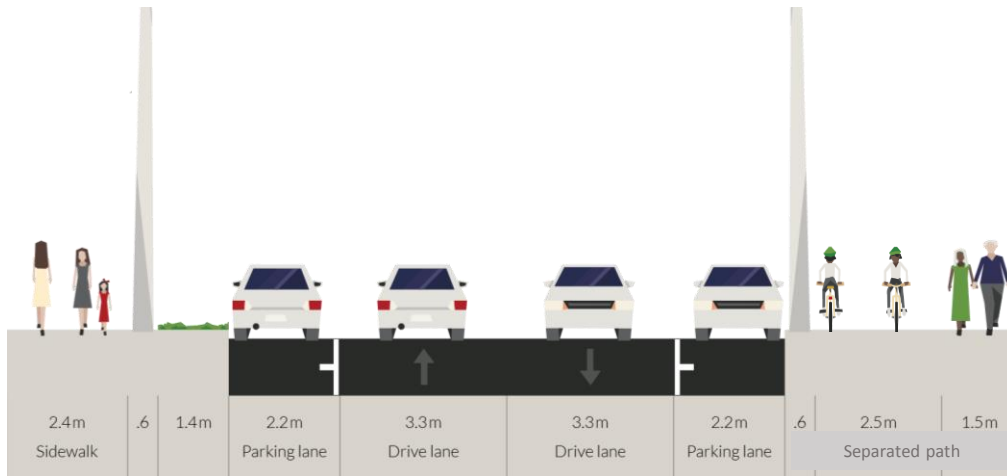 2.4m .6 1.4m 2.2m 3.3m 3.3m 2.2m .6 2.5m 1.5m
Sidewalk Parking lane Drive lane Drive lane Parking lane Separated path